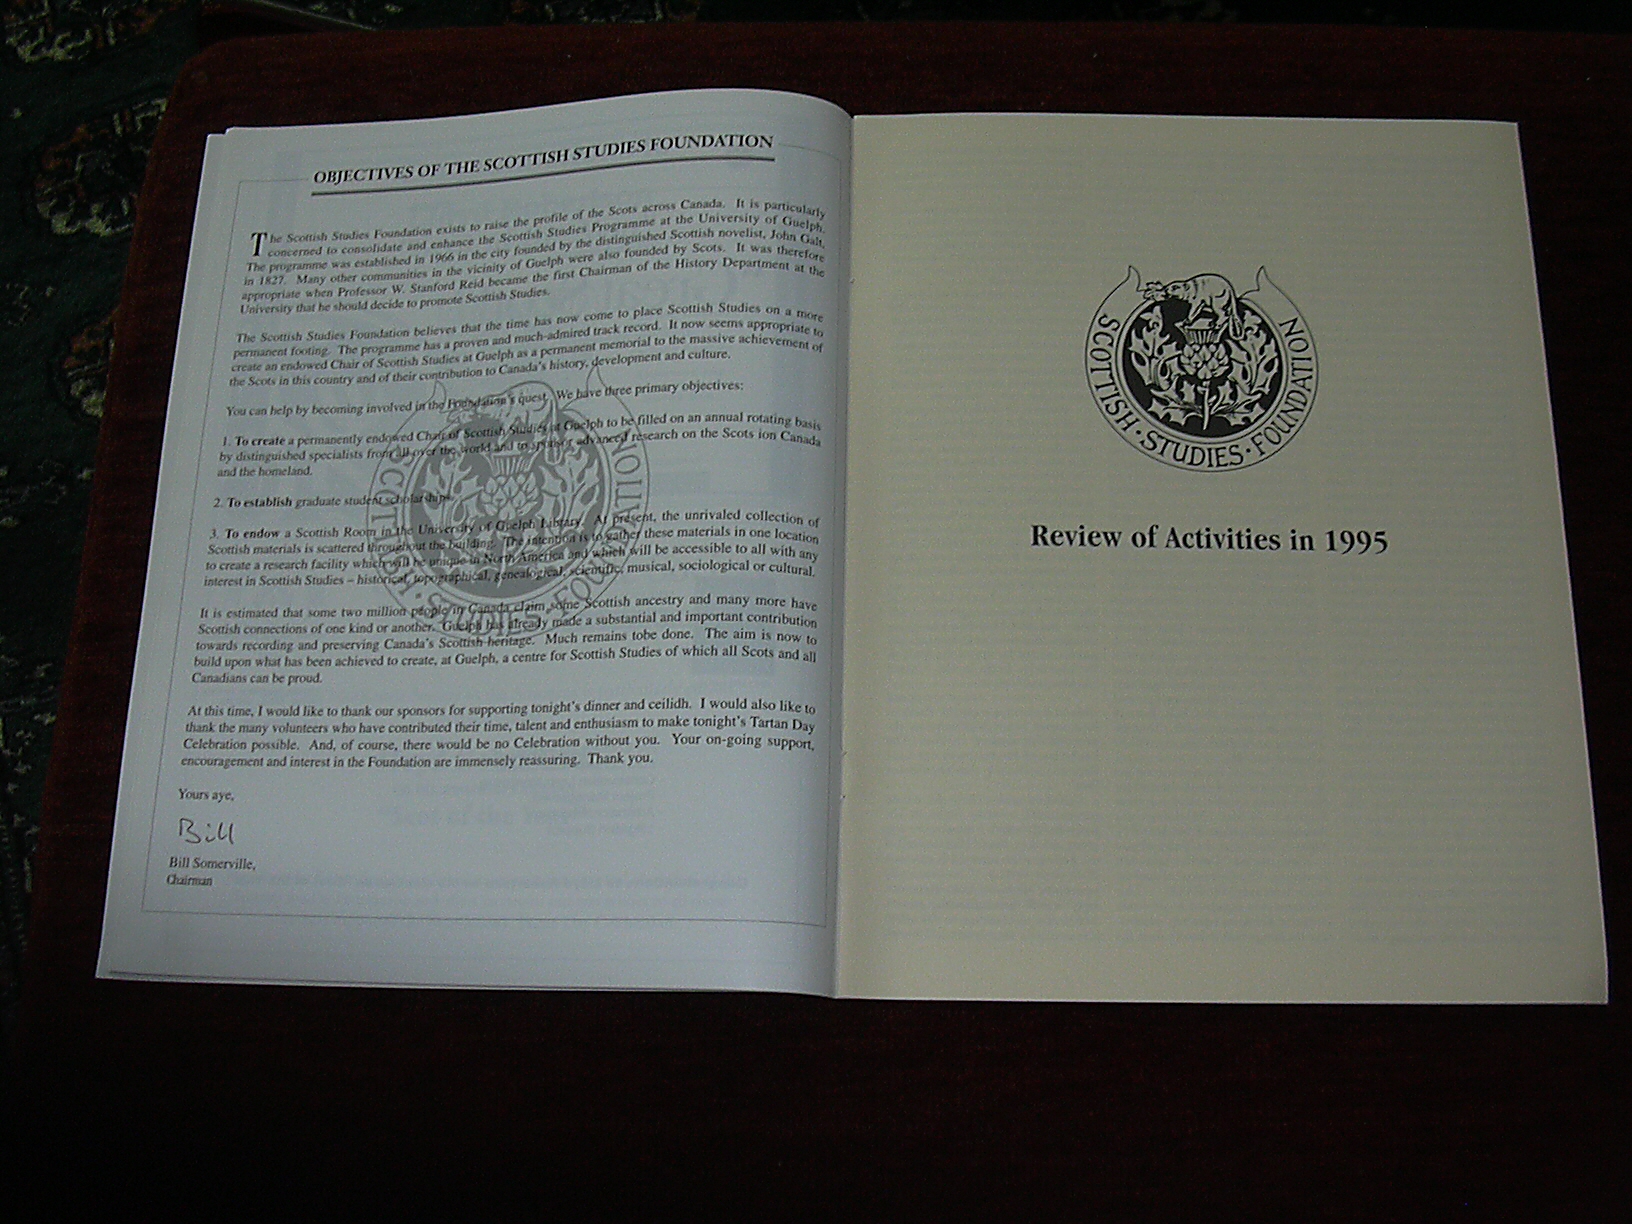 OBJECTIVES OF THE SCOTTISH STUDIES FOUNDATION
The Scottish Studies Foundation exists to raise the profile of the Scots across Canada. It is particularly
concerned to consolidate and enhance the Scottish Studies Programme at the University of Guelph.
The programme was established in 1966 in the city founded by the distinguished Scottish novelist, John Galt,
in 1827. Many other communities in the vicinity of Guelph were also founded by Scots. It was therefore
appropriate when Professor W. Stanford Reid became the first Chairman of the History Department at the
University that he should decide to promote Scottish Studies.
The Scottish Studies Foundation believes that the time has now come to place Scottish Studies on a more
permanent footing. The programme has a proven and much-admired track record. It now seems appropriate to
create an endowed Chair of Scottish Studies at Guelph as a permanent memorial to the massive achievement of
the Scots in this country and of their contribution to Canada's history, development and culture.
You can help by becoming involved in the Foundation's quest. We have three primary objectives:
1. To create a permanently endowed Chair of Scottish Studies at Guelph to be filled on an annual rotating basis
by distinguished specialists from all over the world and to sponsor advanced research on the Scots ion Canada
and the homeland.
2. To establish graduate student scholarships.
3. To endow a Scottish Room in the University of Guelph Library. At present, the unrivaled collection of
Scottish materials is scattered throughout the building. The intention is to gather these materials in one location
to create a research facility which will be unique in North America and which will be accessible to all with any
interest in Scottish Studies – historical, topographical, genealogical, scientific, musical, sociological or cultural.
It is estimated that some two million people in Canada claim some Scottish ancestry and many more have
Scottish connections of one kind or another. Guelph has already made a substantial and important contribution
towards recording and preserving Canada's Scottish heritage. Much remains tobe done. The aim is now to
build upon what has been achieved to create, at Guelph, a centre for Scottish Studies of which all Scots and all
Canadians can be proud.
At this time, I would like to thank our sponsors for supporting tonight's dinner and ceilidh. I would also like to
thank the many volunteers who have contributed their time, talent and enthusiasm to make tonight's Tartan Day
Celebration possible. And, of course, there would be no Celebration without you. Your on-going support,
encouragement and interest in the Foundation are immensely reassuring. Thank you.
Yours aye,
Bill
Bill Somerville,
Chairman
SCOTTISH · STUDIES · FOUNDATION
SCOTTISH · STUDIES · FOUNDATION
Review of Activities in 1995